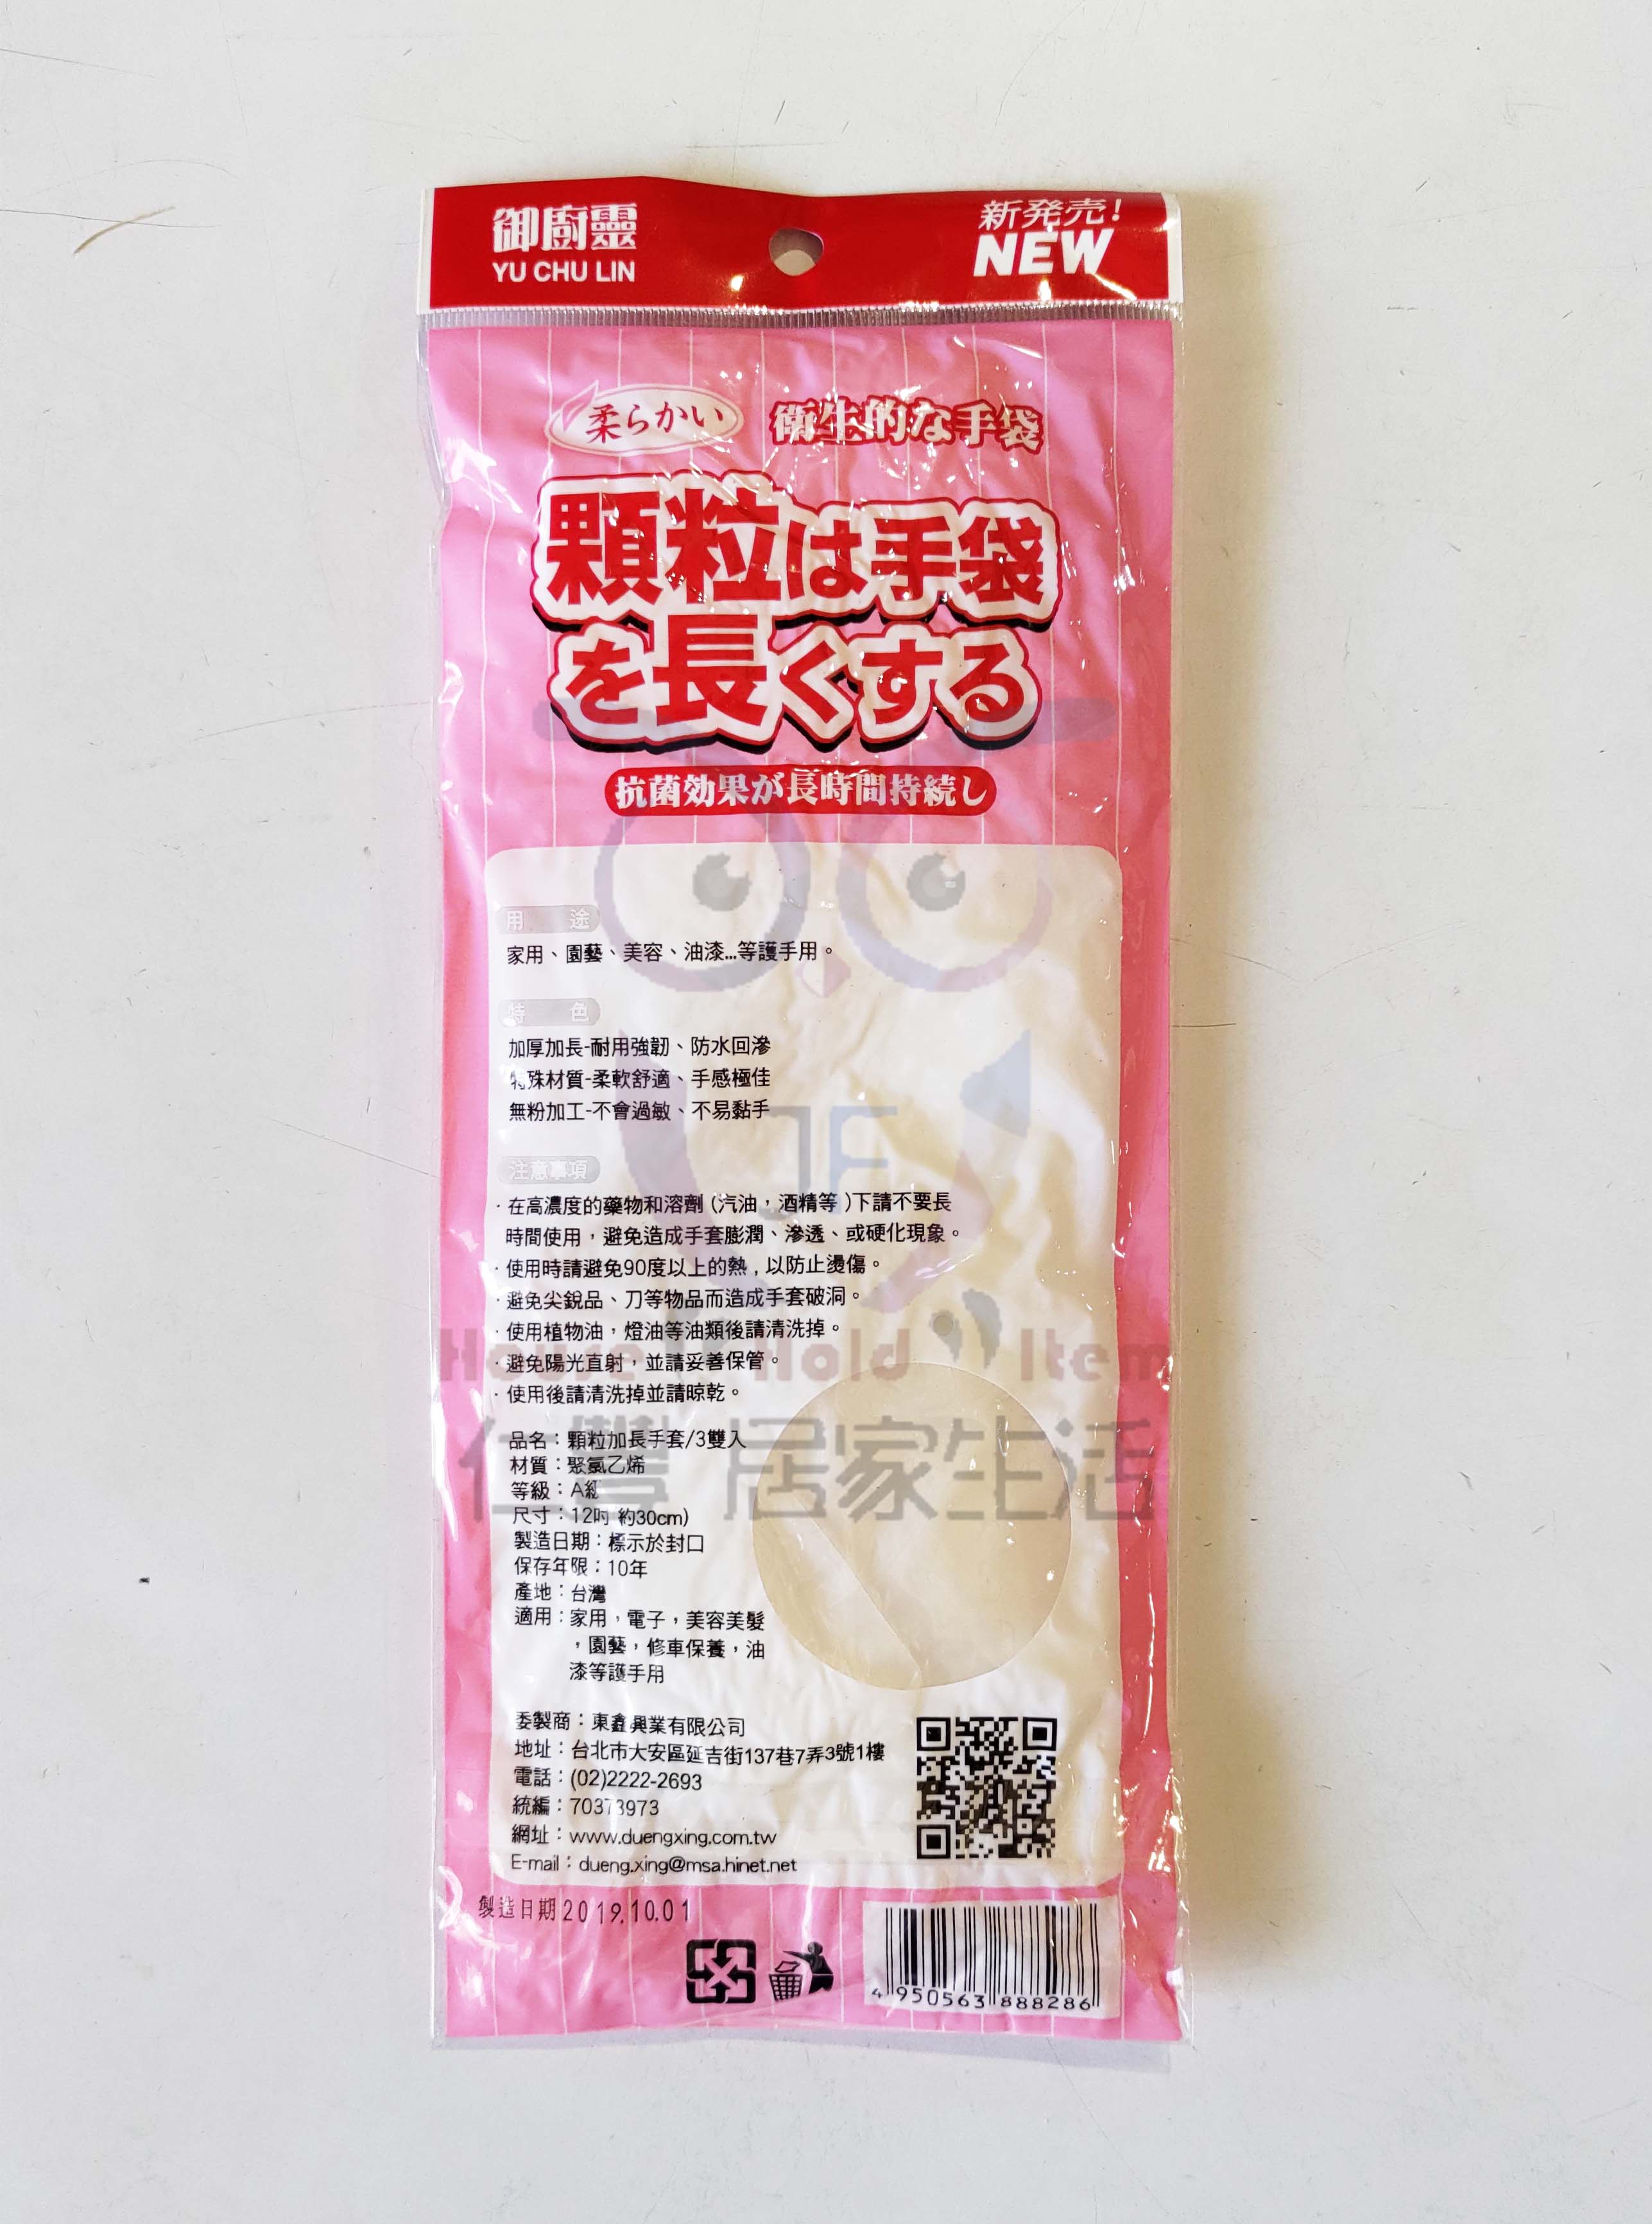 御廚靈
YU CHU LIN
新発売!
NEW
柔らかい
衛生的な手袋
顆粒は手袋
を長くする
抗菌効果が長時間持続し
用 途
家用、園藝、美容、油漆...等護手用。
特 色
加厚加長-耐用強韌、防水回滲
特殊材質-柔軟舒適、手感極佳
無粉加工-不會過敏、不易黏手
注意事項
·在高濃度的藥物和溶劑(汽油,酒精等)下請不要長
時間使用,避免造成手套膨潤、滲透、或硬化現象。
·使用時請避免90度以上的熱,以防止燙傷。
·避免尖銳品、刀等物品而造成手套破洞。
·使用植物油,燈油等油類後請清洗掉。
·避免陽光直射,並請妥善保管。
·使用後請清洗掉並請晾乾。
JF
House Hold Item
仕豐 居家生活
品名:顆粒加長手套/3雙入
材質:聚氯乙烯
等級:A級
尺寸:12吋 約30cm)
製造日期:標示於封口
保存年限:10年
產地:台灣
適用:家用,電子,美容美髮
,園藝,修車保養,油
漆等護手用
委製商:東鑫興業有限公司
地址:台北市大安區延吉街137巷7弄3號1樓
電話:(02)2222-2693
統編:70373973
網址:www.duengxing.com.tw
E-mail:dueng.xing@msa.hinet.net
製造日期2019.10.01
4 950563 888286